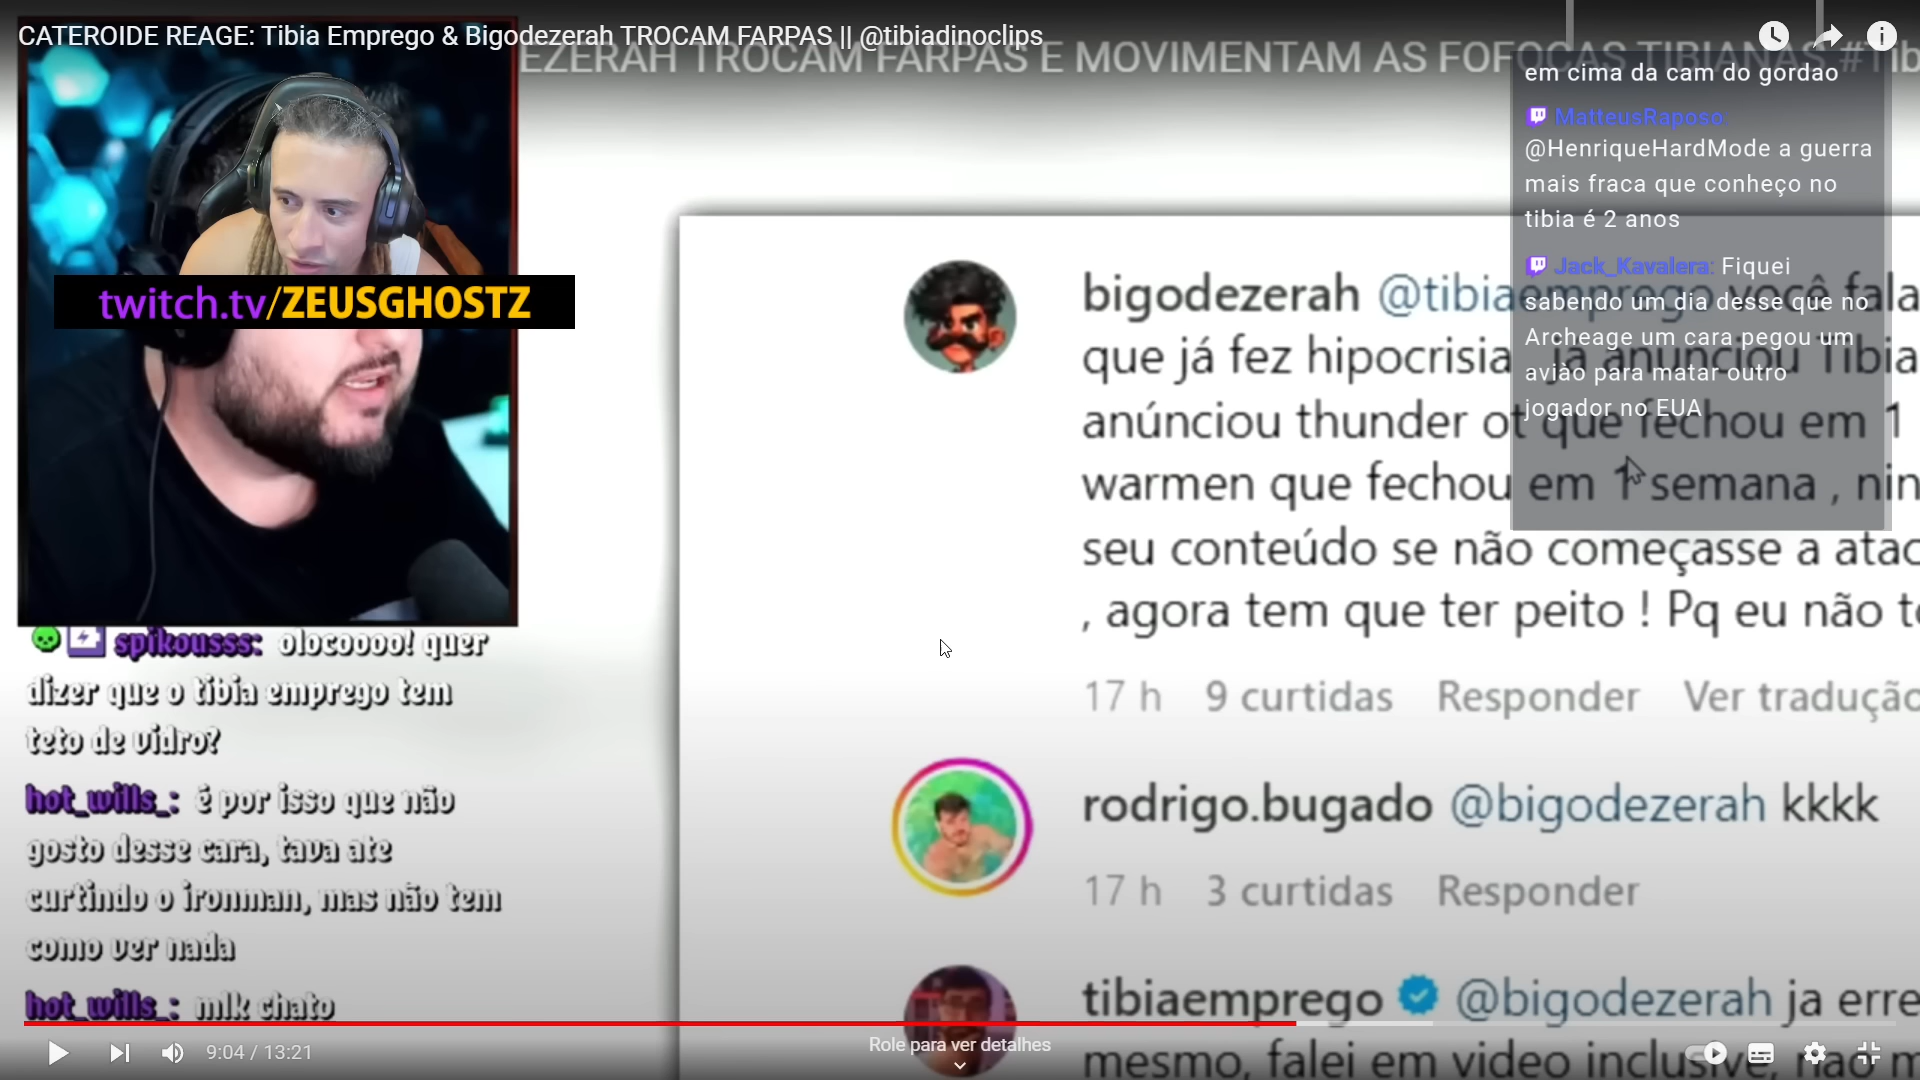 CATEROIDE REAGE: Tibia Emprego & Bigodezerah TROCAM FARPAS || @tibiadinoclips
EZERAH TROCAM FARPAS E MOVIMENTAM AS FOFOCAS TIBIANAS #Tib
em cima da cam do gordao
MatteusRaposo:
@HenriqueHardMode a guerra
mais fraca que conheço no
tibia é 2 anos
Jack_Kavalera: Fiquei
sabendo um dia desse que no
Archeage um cara pegou um
aviào para matar outro
jogador no EUA
twitch.tv/ZEUSGHOSTZ
bigodezerah @tibiaemprego você fala
que já fez hipocrisia, ja anunciou Tibia
anúnciou thunder ot que fechou em 1
warmen que fechou em 1 semana , nin
seu conteúdo se não começasse a atac
, agora tem que ter peito ! Pq eu não te
17 h 9 curtidas Responder Ver tradução
rodrigo.bugado @bigodezerah kkkk
17 h 3 curtidas Responder
tibiaemprego @bigodezerah ja erre
mesmo, falei em video inclusive, não m
spikousss: olocoooo! quer
dizer que o tibia emprego tem
teto de vidro?
hot_wills_: é por isso que não
gosto desse cara, tava ate
curtindo o ironman, mas não tem
como ver nada
hot_wills_: mlk chato
9:04 / 13:21
Role para ver detalhes